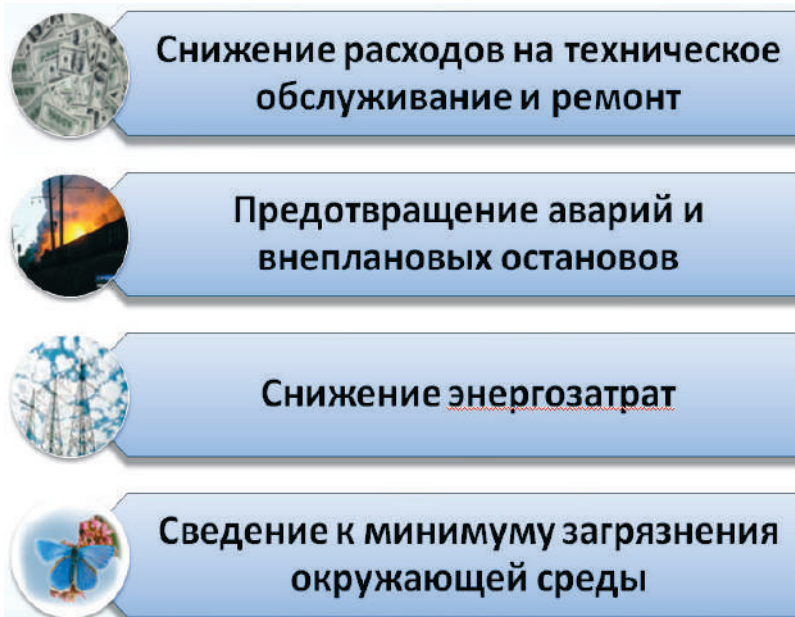 Снижение расходов на техническое
обслуживание и ремонт
Предотвращение аварий и
внеплановых остановов
Снижение энергозатрат
Сведение к минимуму загрязнения
окружающей среды